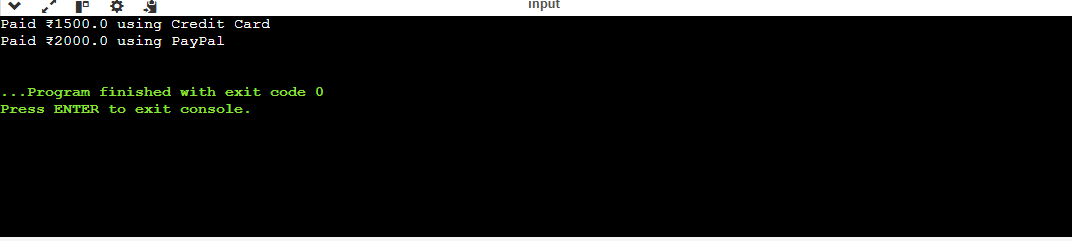 input
Paid ₹1500.0 using Credit Card
Paid ₹2000.0 using PayPal
...Program finished with exit code 0
Press ENTER to exit console.